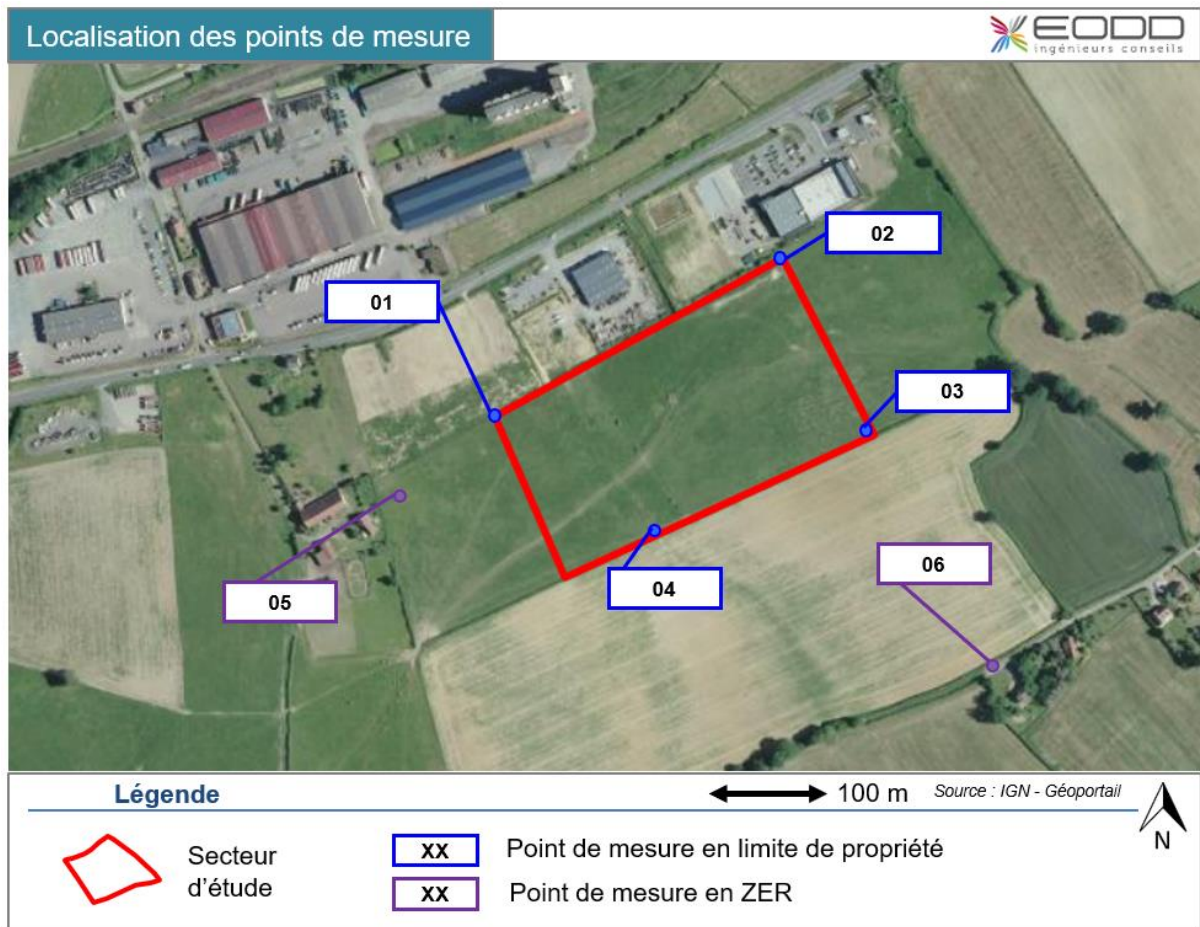 Localisation des points de mesure
EODD
ingénieurs conseils
02
01
03
06
04
05
Légende
100 m
Source : IGN - Géoportail
N
Secteur
d'étude
XX
Point de mesure en limite de propriété
XX
Point de mesure en ZER